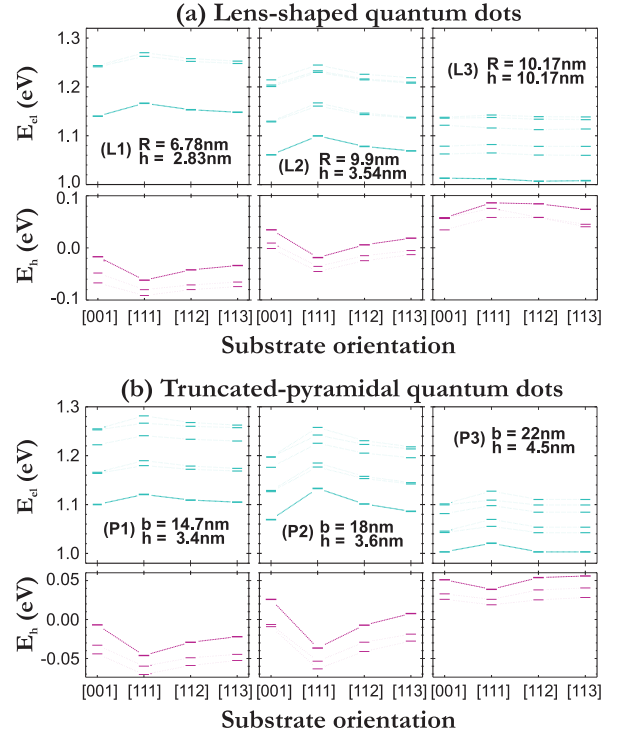 (a) Lens-shaped quantum dots
E_el (eV)
1.3
1.2
1.1
1.0
(L1) R = 6.78nm
h = 2.83nm
(L2) R = 9.9nm
h = 3.54nm
(L3) R = 10.17nm
h = 10.17nm
E_h (eV)
0.1
0.0
-0.1
[001] [111] [112] [113] [001] [111] [112] [113] [001] [111] [112] [113]
Substrate orientation
(b) Truncated-pyramidal quantum dots
E_el (eV)
1.3
1.2
1.1
1.0
(P1) b = 14.7nm
h = 3.4nm
(P2) b = 18nm
h = 3.6nm
(P3) b = 22nm
h = 4.5nm
E_h (eV)
0.05
0.00
-0.05
[001] [111] [112] [113] [001] [111] [112] [113] [001] [111] [112] [113]
Substrate orientation